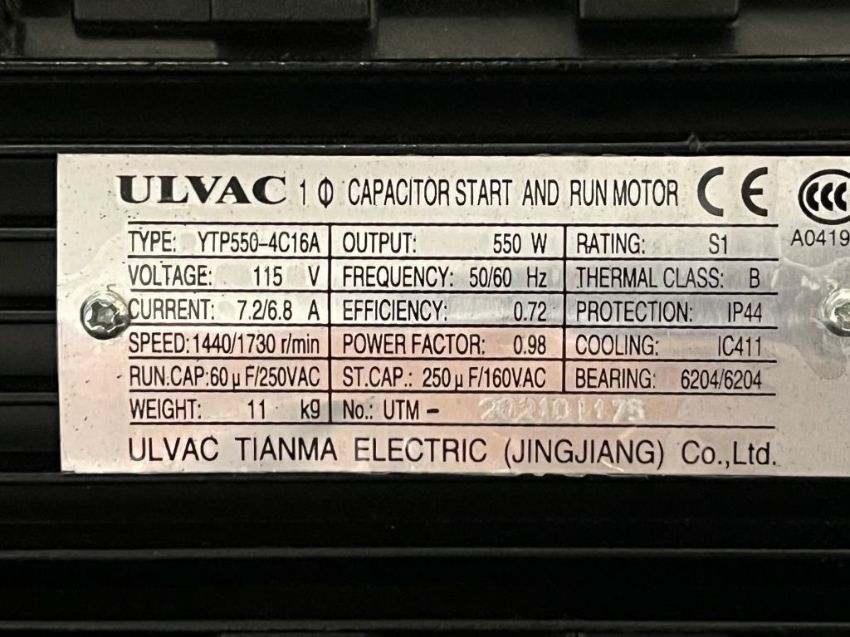 ULVAC 1 Φ CAPACITOR START AND RUN MOTOR CE CCC
A0419
TYPE: YTP550-4C16A OUTPUT: 550 W RATING: S1
VOLTAGE: 115 V FREQUENCY: 50/60 Hz THERMAL CLASS: B
CURRENT: 7.2/6.8 A EFFICIENCY: 0.72 PROTECTION: IP44
SPEED: 1440/1730 r/min POWER FACTOR: 0.98 COOLING: IC411
RUN.CAP: 60 μF/250VAC ST.CAP.: 250 μF/160VAC BEARING: 6204/6204
WEIGHT: 11 kg No.: UTM -
ULVAC TIANMA ELECTRIC (JINGJIANG) Co.,Ltd.